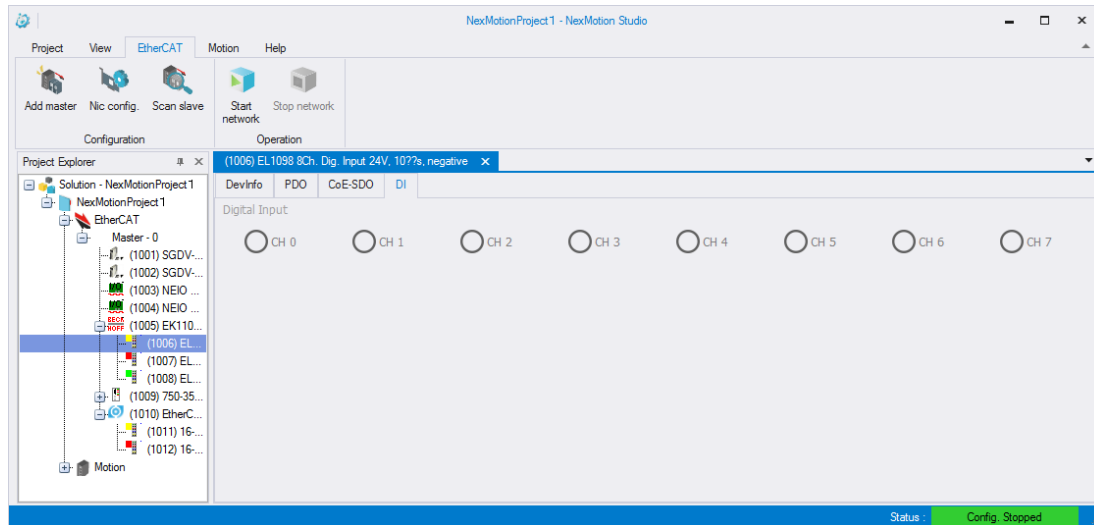 NexMotionProject1 - NexMotion Studio
Project View EtherCAT Motion Help
Add master Nic config. Scan slave Start network Stop network
Configuration Operation
Project Explorer
(1006) EL1098 8Ch. Dig. Input 24V, 10??s, negative
Solution - NexMotionProject1
DevInfo PDO CoE-SDO DI
NexMotionProject1
Digital Input
EtherCAT
Master - 0
CH 0 CH 1 CH 2 CH 3 CH 4 CH 5 CH 6 CH 7
(1001) SGDV-...
(1002) SGDV-...
(1003) NEIO ...
(1004) NEIO ...
BECK
HOFF (1005) EK110...
(1006) EL...
(1007) EL...
(1008) EL...
(1009) 750-35...
(1010) EtherC...
(1011) 16-...
(1012) 16-...
Motion
Status : Config. Stopped